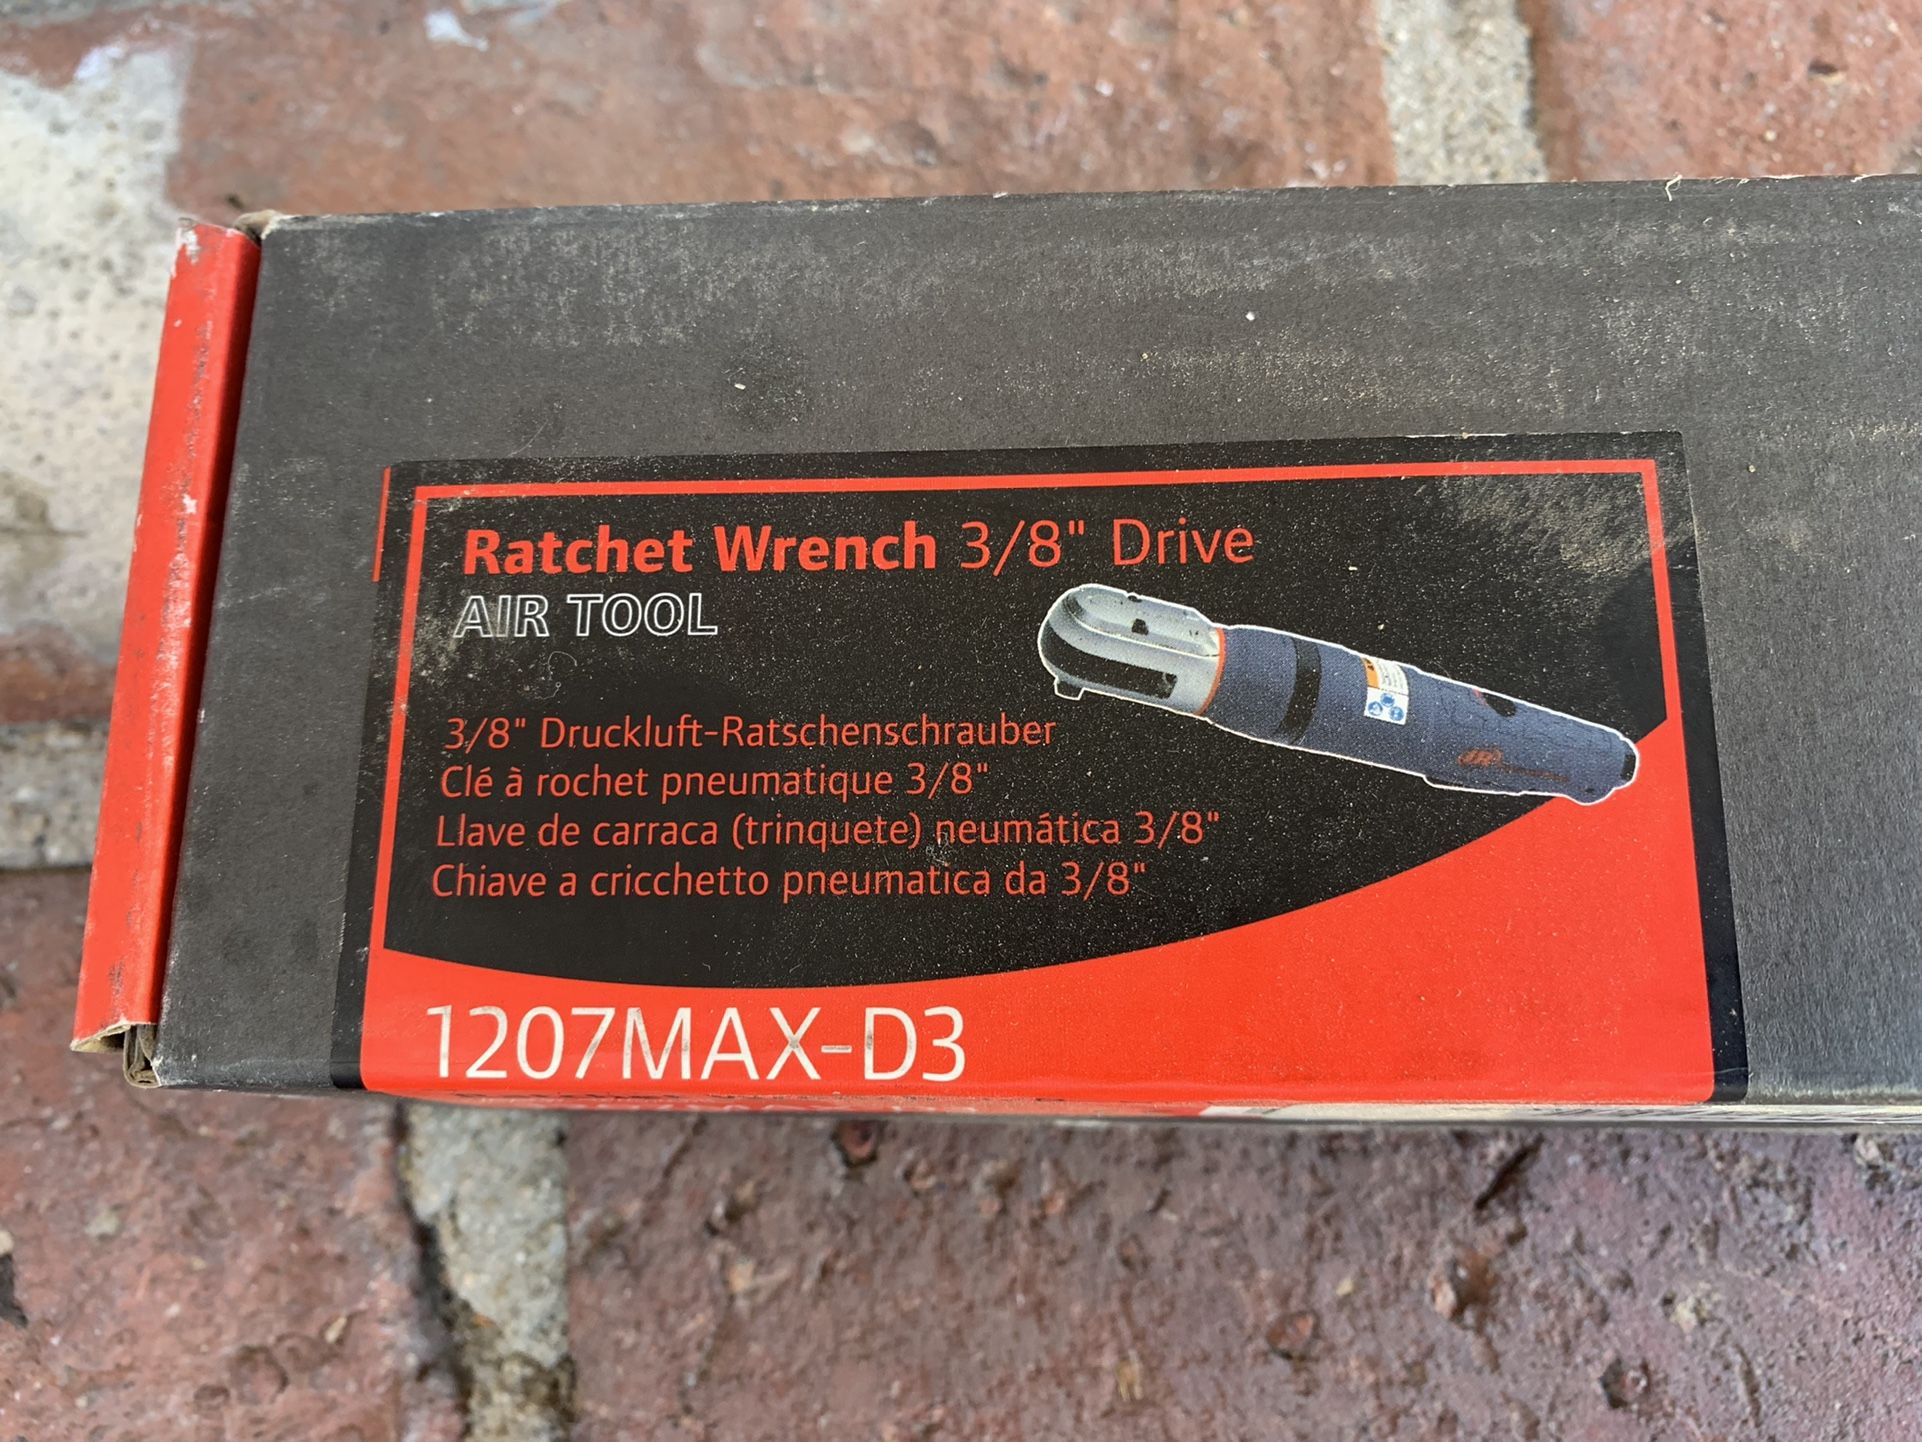 Ratchet Wrench 3/8" Drive
AIR TOOL
3/8" Druckluft-Ratschenschrauber
Clé à rochet pneumatique 3/8"
Llave de carraca (trinquete) neumática 3/8"
Chiave a cricchetto pneumatica da 3/8"
1207MAX-D3
IR